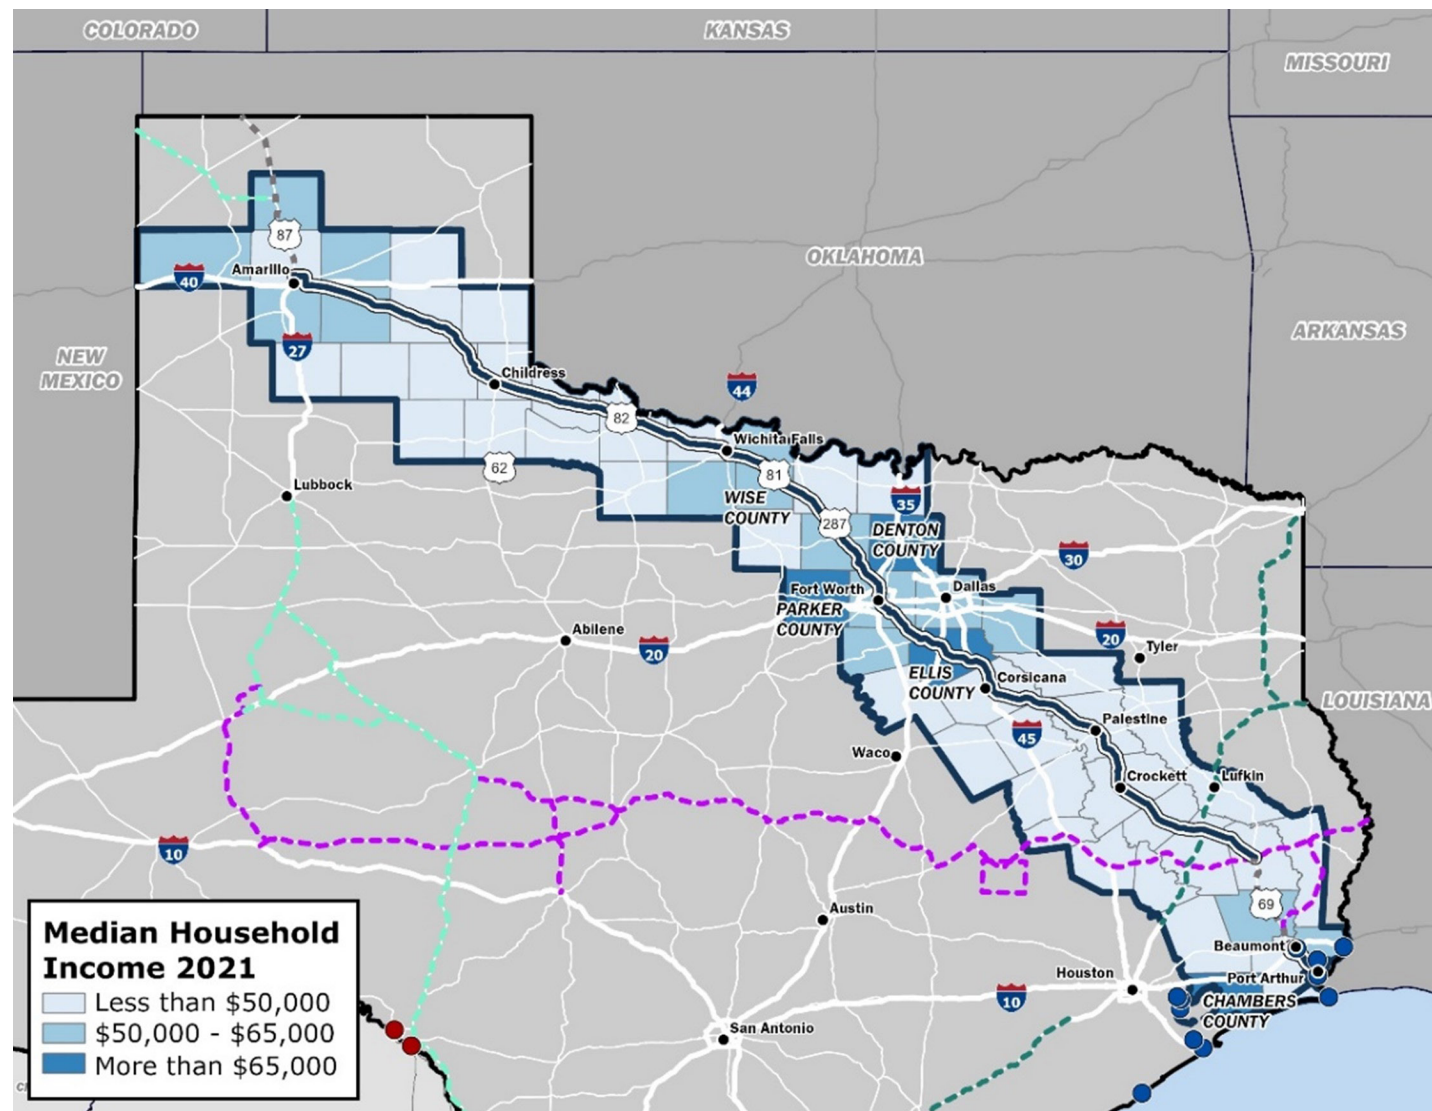 COLORADO
KANSAS
MISSOURI
87
OKLAHOMA
Amarillo
40
ARKANSAS
27
NEW
MEXICO
Childress
44
82
Wichita Falls
62
81
Lubbock
WISE
COUNTY
35
287
DENTON
COUNTY
30
Fort Worth
Dallas
PARKER
COUNTY
Abilene
20
20
Tyler
ELLIS
COUNTY
Corsicana
LOUISIANA
Palestine
45
Waco
Crockett
Lufkin
10
69
Austin
Beaumont
Houston
Port Arthur
10
CHAMBERS
COUNTY
San Antonio
Median Household
Income 2021
Less than $50,000
$50,000 - $65,000
More than $65,000